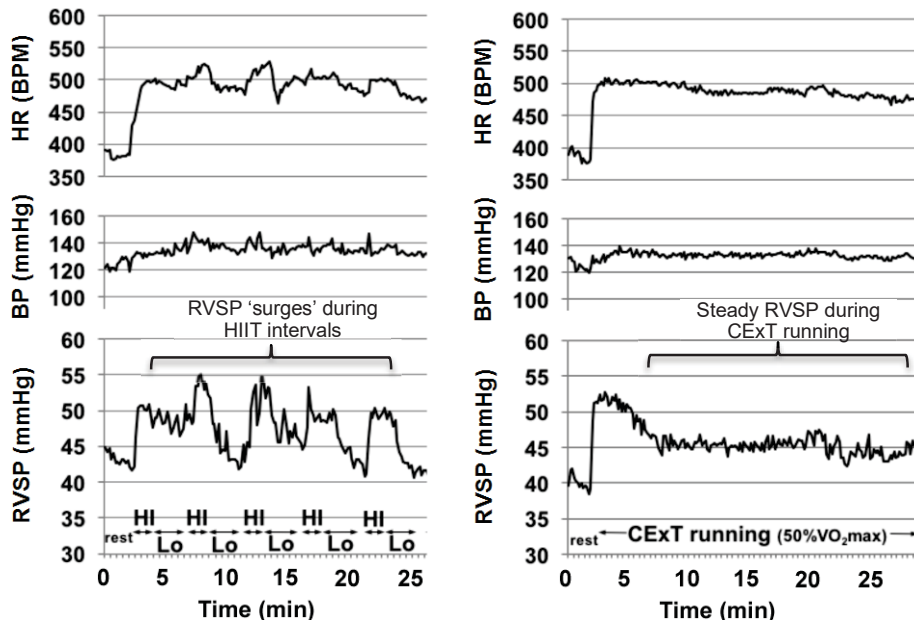 HR (BPM)
600
550
500
450
400
350
BP (mmHg)
160
140
120
100
RVSP ‘surges’ during
HIIT intervals
RVSP (mmHg)
60
55
50
45
40
35
30
HI HI HI HI HI
rest Lo Lo Lo Lo Lo
0 5 10 15 20 25
Time (min)
HR (BPM)
600
550
500
450
400
350
BP (mmHg)
160
140
120
100
Steady RVSP during
CExT running
RVSP (mmHg)
60
55
50
45
40
35
30
rest CExT running (50%VO₂max)
0 5 10 15 20 25
Time (min)